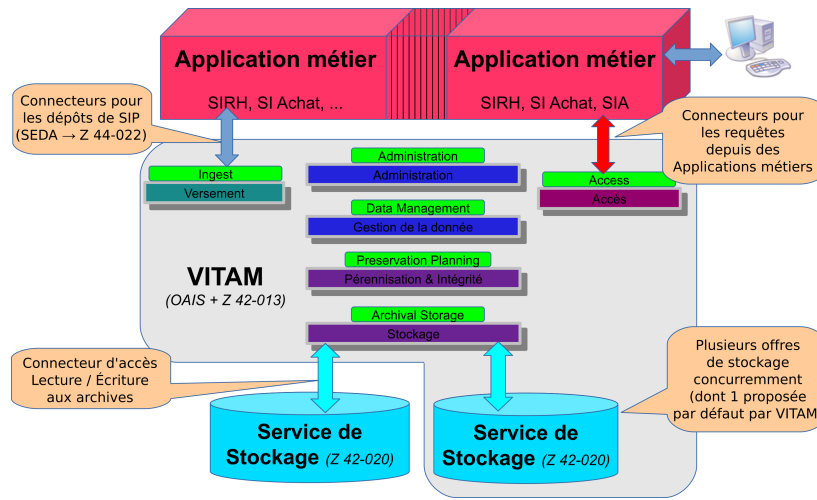 Application métier
SIRH, SI Achat, ...
Application métier
SIRH, SI Achat, SIA
Connecteurs pour
les dépôts de SIP
(SEDA → Z 44-022)
Connecteurs pour
les requêtes
depuis des
Applications métiers
Ingest
Versement
Administration
Administration
Access
Accès
Data Management
Gestion de la donnée
Preservation Planning
Pérennisation & Intégrité
VITAM
(OAIS + Z 42-013)
Archival Storage
Stockage
Connecteur d'accès
Lecture / Écriture
aux archives
Plusieurs offres
de stockage
concurremment
(dont 1 proposée
par défaut par VITAM)
Service de
Stockage (Z 42-020)
Service de
Stockage (Z 42-020)